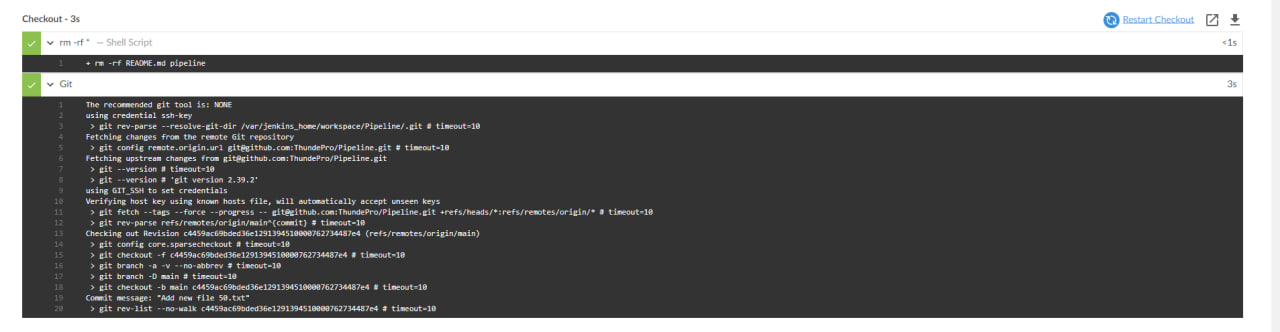 Checkout - 3s
Restart Checkout
rm -rf * — Shell Script
<1s
1 + rm -rf README.md pipeline
Git
3s
1 The recommended git tool is: NONE
2 using credential ssh-key
3 > git rev-parse --resolve-git-dir /var/jenkins_home/workspace/Pipeline/.git # timeout=10
4 Fetching changes from the remote Git repository
5 > git config remote.origin.url git@github.com:ThundePro/Pipeline.git # timeout=10
6 Fetching upstream changes from git@github.com:ThundePro/Pipeline.git
7 > git --version # timeout=10
8 > git --version # 'git version 2.39.2'
9 using GIT_SSH to set credentials
10 Verifying host key using known hosts file, will automatically accept unseen keys
11 > git fetch --tags --force --progress -- git@github.com:ThundePro/Pipeline.git +refs/heads/*:refs/remotes/origin/* # timeout=10
12 > git rev-parse refs/remotes/origin/main^{commit} # timeout=10
13 Checking out Revision c4459ac69bded36e1291394510000762734487e4 (refs/remotes/origin/main)
14 > git config core.sparsecheckout # timeout=10
15 > git checkout -f c4459ac69bded36e1291394510000762734487e4 # timeout=10
16 > git branch -a -v --no-abbrev # timeout=10
17 > git branch -D main # timeout=10
18 > git checkout -b main c4459ac69bded36e1291394510000762734487e4 # timeout=10
19 Commit message: "Add new file 50.txt"
20 > git rev-list --no-walk c4459ac69bded36e1291394510000762734487e4 # timeout=10